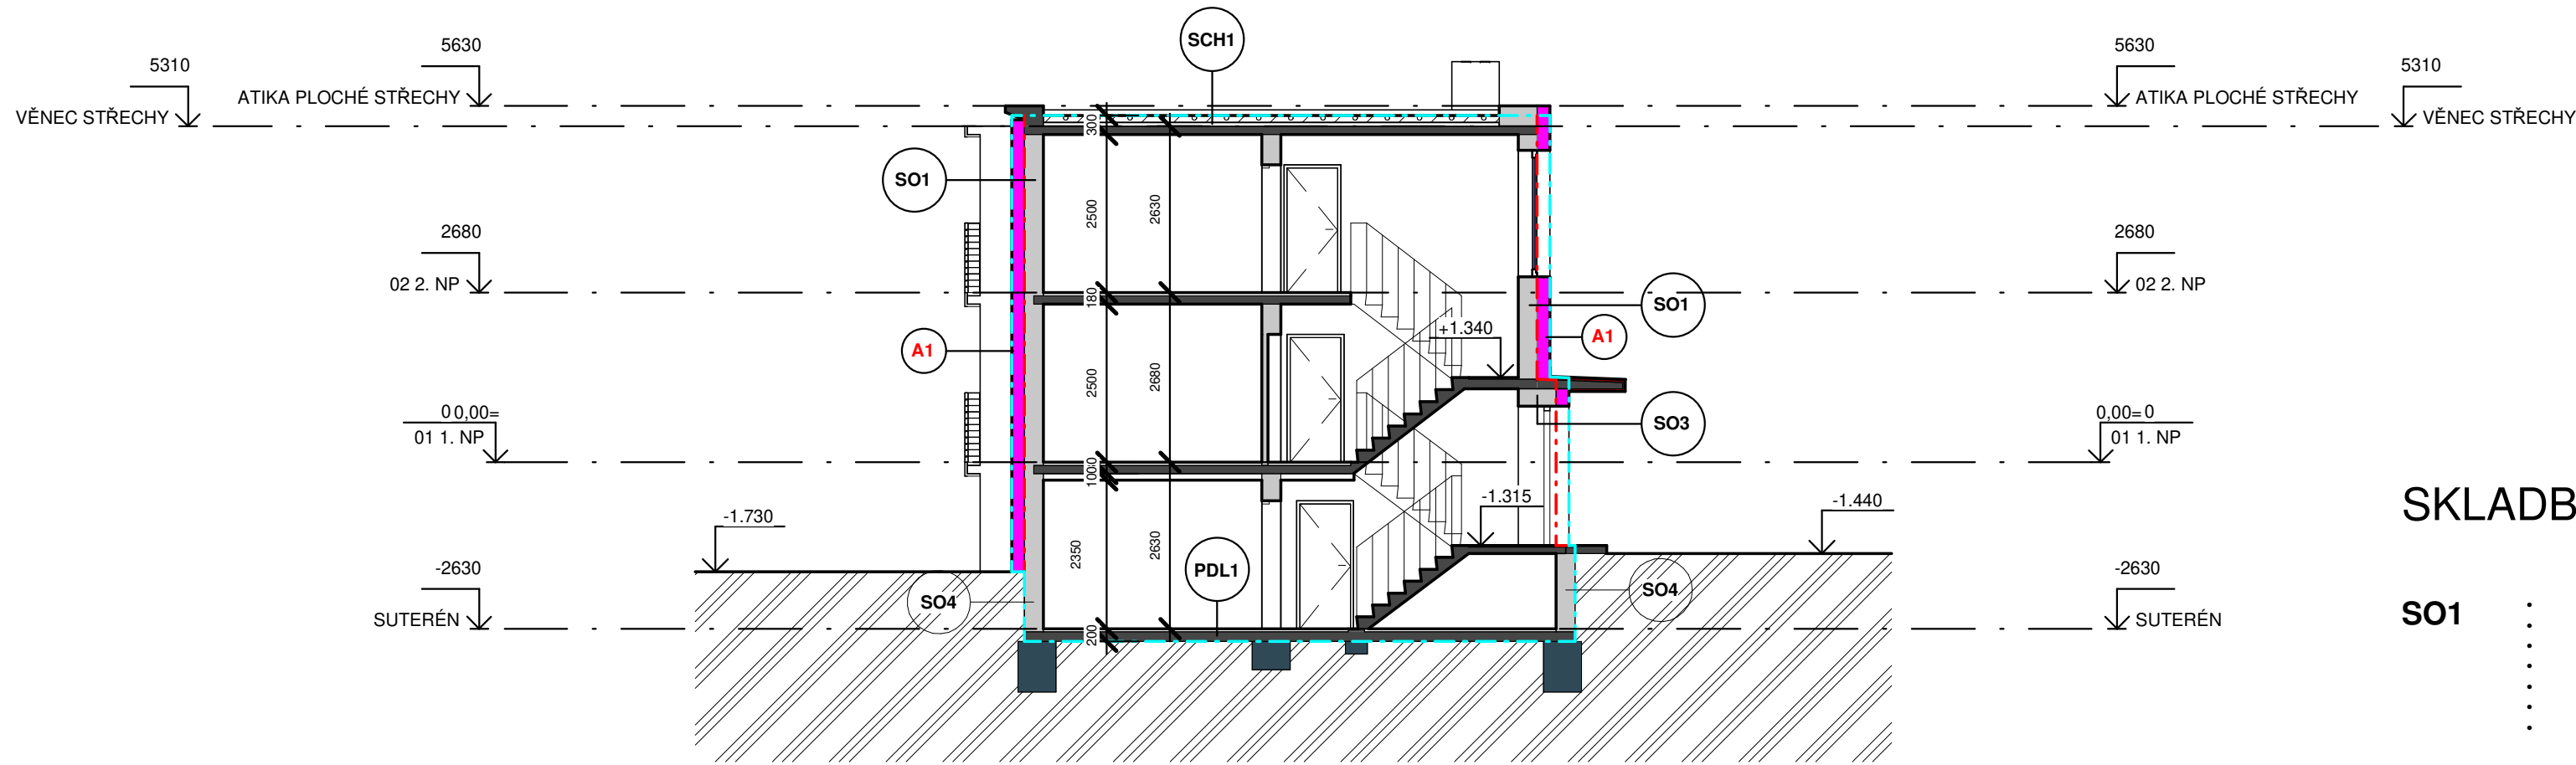 SCH1
5630
ATIKA PLOCHÉ STŘECHY
5310
VĚNEC STŘECHY
5630
ATIKA PLOCHÉ STŘECHY
5310
VĚNEC STŘECHY
300
SO1
2500
2630
2680
02 2. NP
2680
02 2. NP
180
SO1
+1.340
A1
A1
2500
2680
0 0,00=
01 1. NP
0,00= 0
01 1. NP
SO3
-1.730
-1.315
-1.440
SKLADB
2350
2630
PDL1
-2630
SUTERÉN
SO4
SO4
-2630
SUTERÉN
SO1
200